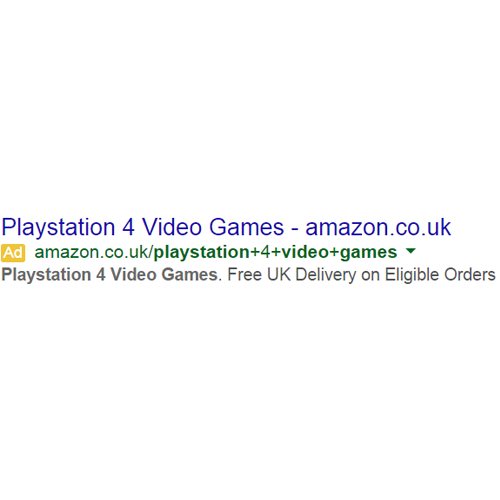 Playstation 4 Video Games - amazon.co.uk
Ad amazon.co.uk/playstation+4+video+games
Playstation 4 Video Games. Free UK Delivery on Eligible Orders